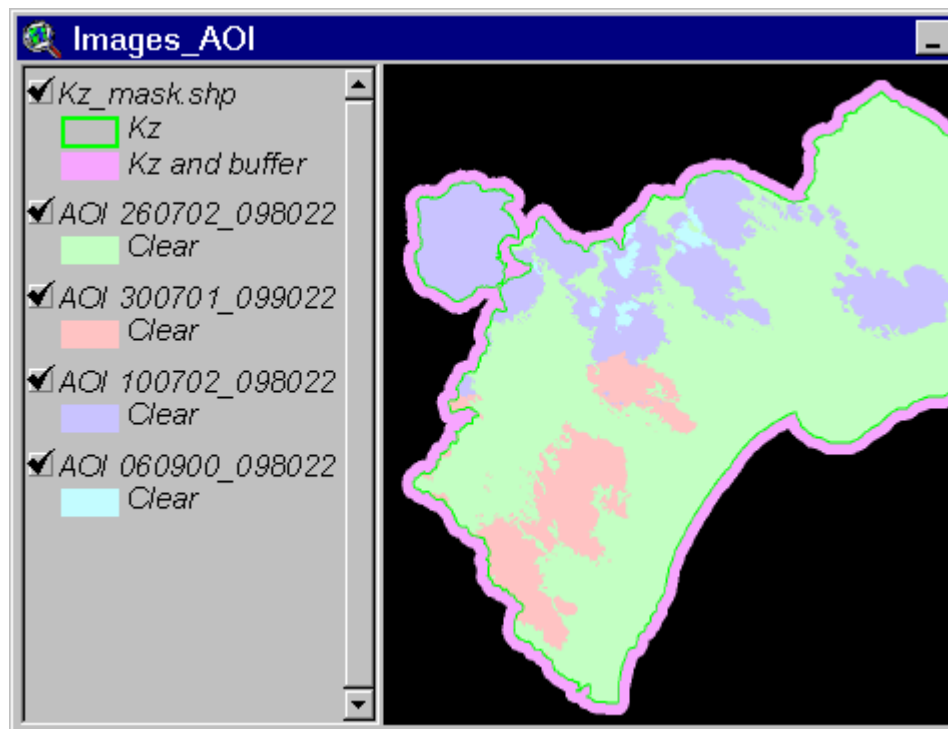 Images_AOI
Kz_mask.shp
Kz
Kz and buffer
AOI 260702_098022
Clear
AOI 300701_099022
Clear
AOI 100702_098022
Clear
AOI 060900_098022
Clear